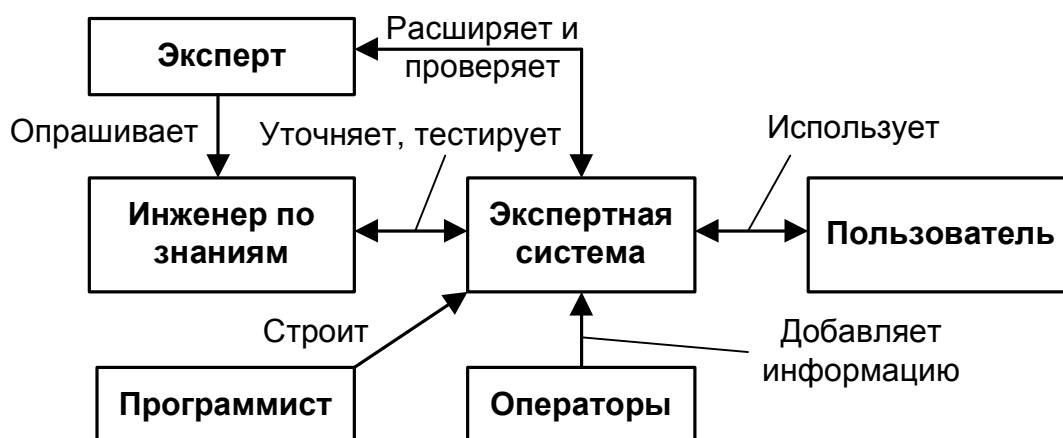 Эксперт
Расширяет и
проверяет
Опрашивает
Уточняет, тестирует
Использует
Инженер по
знаниям
Экспертная
система
Пользователь
Строит
Добавляет
информацию
Программист
Операторы